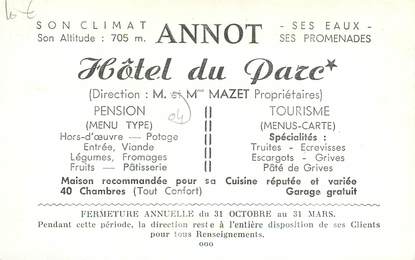 SON CLIMAT
Son Altitude : 705 m.
ANNOT
- SES EAUX -
SES PROMENADES
Hôtel du Parc*
(Direction : M. et Mme MAZET Propriétaires)
PENSION
(MENU TYPE)
Hors-d'œuvre — Potage
Entrée, Viande
Légumes, Fromages
Fruits — Pâtisserie
TOURISME
(MENUS-CARTE)
Spécialités :
Truites - Ecrevisses
Escargots - Grives
Pâté de Grives
Maison recommandée pour sa Cuisine réputée et variée
40 Chambres (Tout Confort) Garage gratuit
FERMETURE ANNUELLE du 31 OCTOBRE au 31 MARS.
Pendant cette période, la direction reste à l'entière disposition de ses Clients
pour tous Renseignements.
ooo